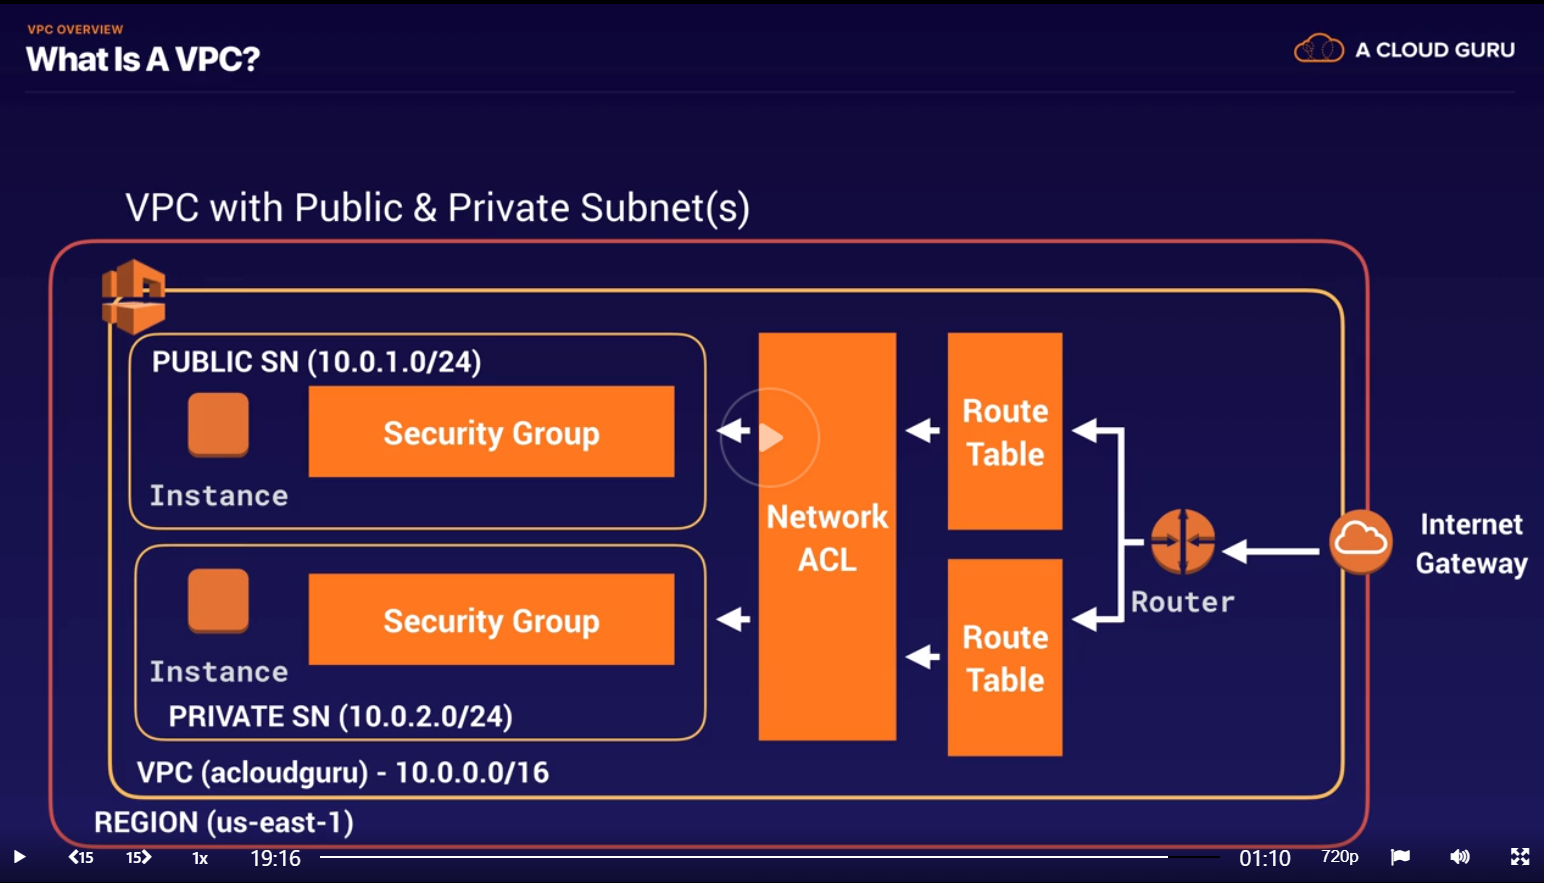 VPC OVERVIEW
What Is A VPC?
A CLOUD GURU
VPC with Public & Private Subnet(s)
PUBLIC SN (10.0.1.0/24)
Security Group
Instance
Network
ACL
Route
Table
Router
Internet
Gateway
Security Group
Instance
PRIVATE SN (10.0.2.0/24)
Route
Table
VPC (acloudguru) - 10.0.0.0/16
REGION (us-east-1)
15
15
1x
19:16
01:10
720p